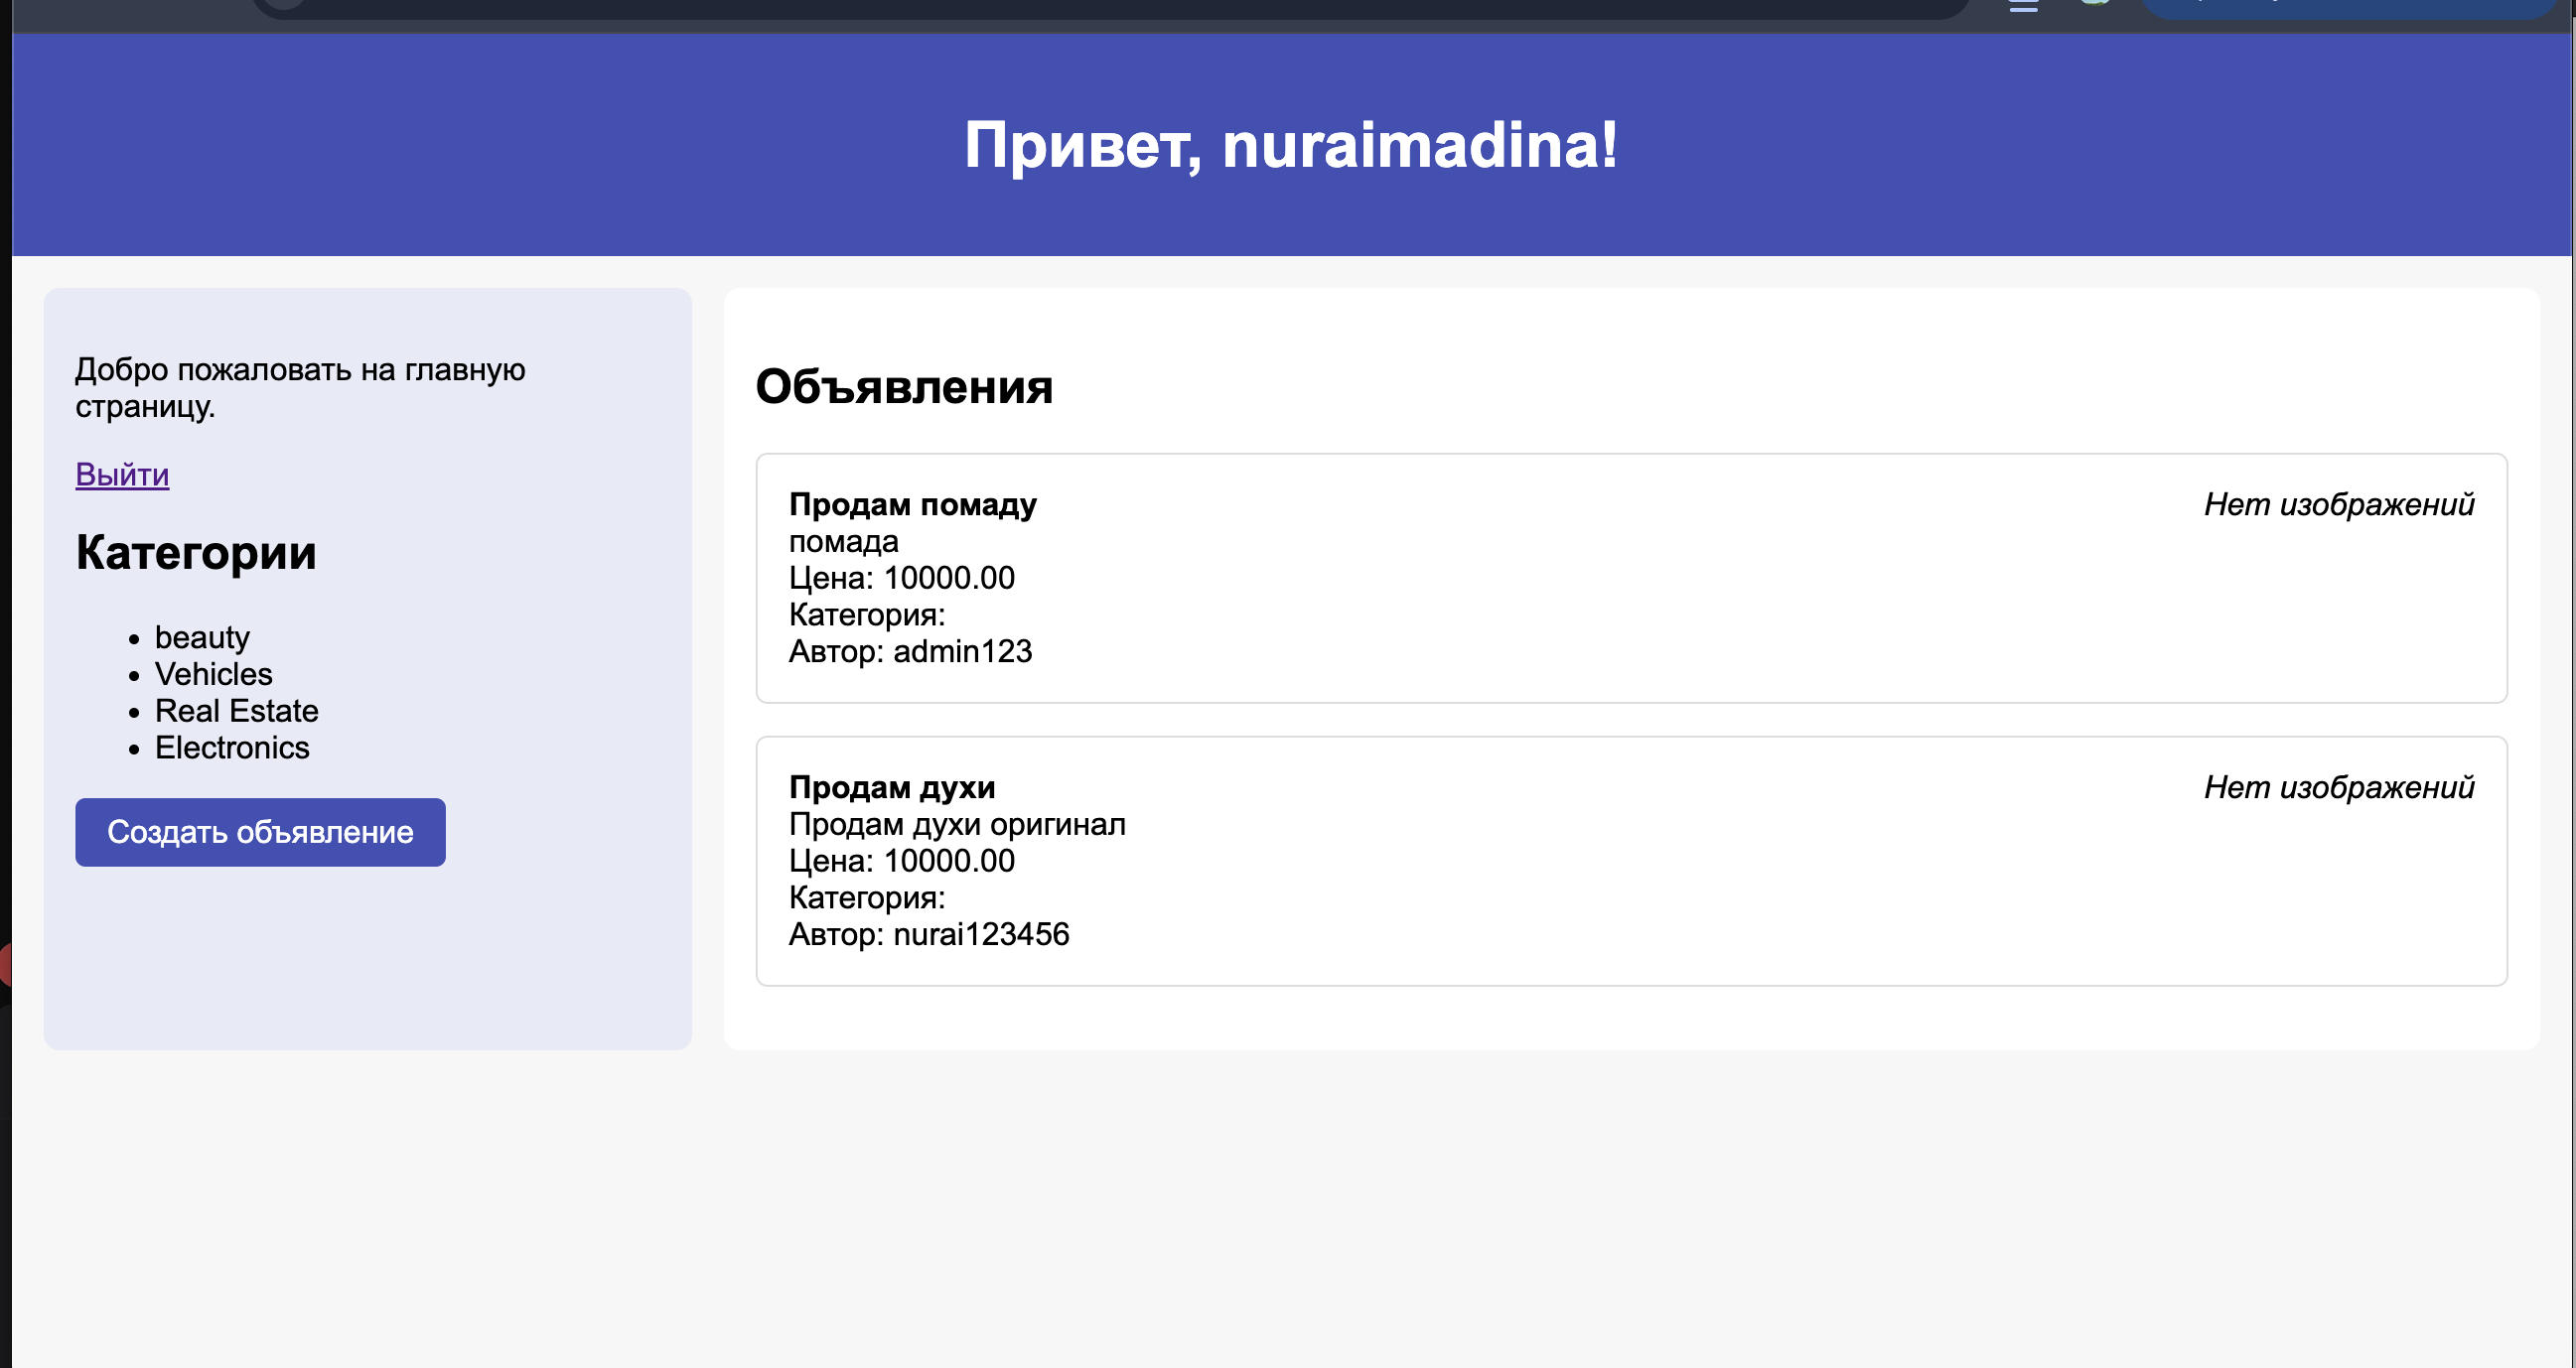 Привет, nuraimadina!
Добро пожаловать на главную
страницу.
Выйти
Категории
beauty
Vehicles
Real Estate
Electronics
Создать объявление
Объявления
Продам помаду
Нет изображений
помада
Цена: 10000.00
Категория:
Автор: admin123
Продам духи
Нет изображений
Продам духи оригинал
Цена: 10000.00
Категория:
Автор: nurai123456